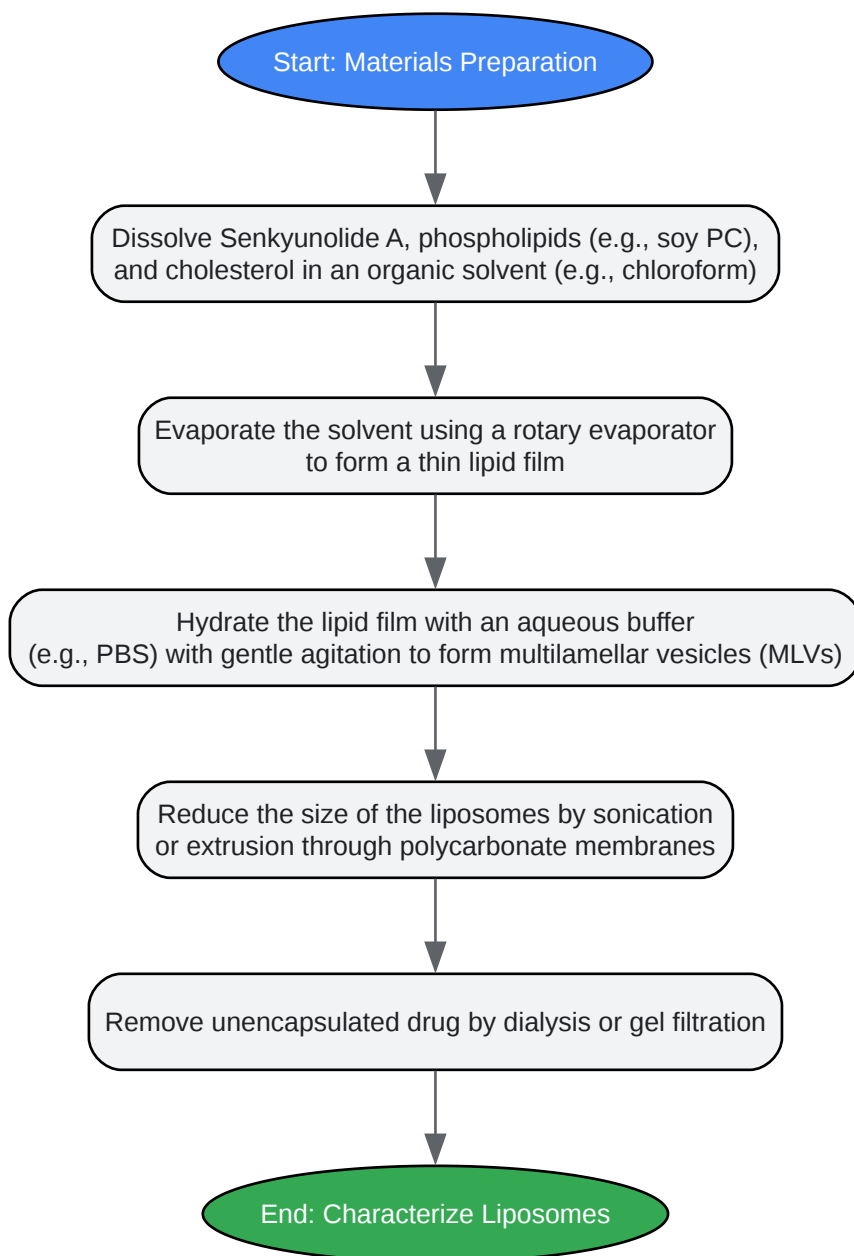 Start: Materials Preparation
Dissolve Senkyunolide A, phospholipids (e.g., soy PC),
and cholesterol in an organic solvent (e.g., chloroform)
Evaporate the solvent using a rotary evaporator
to form a thin lipid film
Hydrate the lipid film with an aqueous buffer
(e.g., PBS) with gentle agitation to form multilamellar vesicles (MLVs)
Reduce the size of the liposomes by sonication
or extrusion through polycarbonate membranes
Remove unencapsulated drug by dialysis or gel filtration
End: Characterize Liposomes